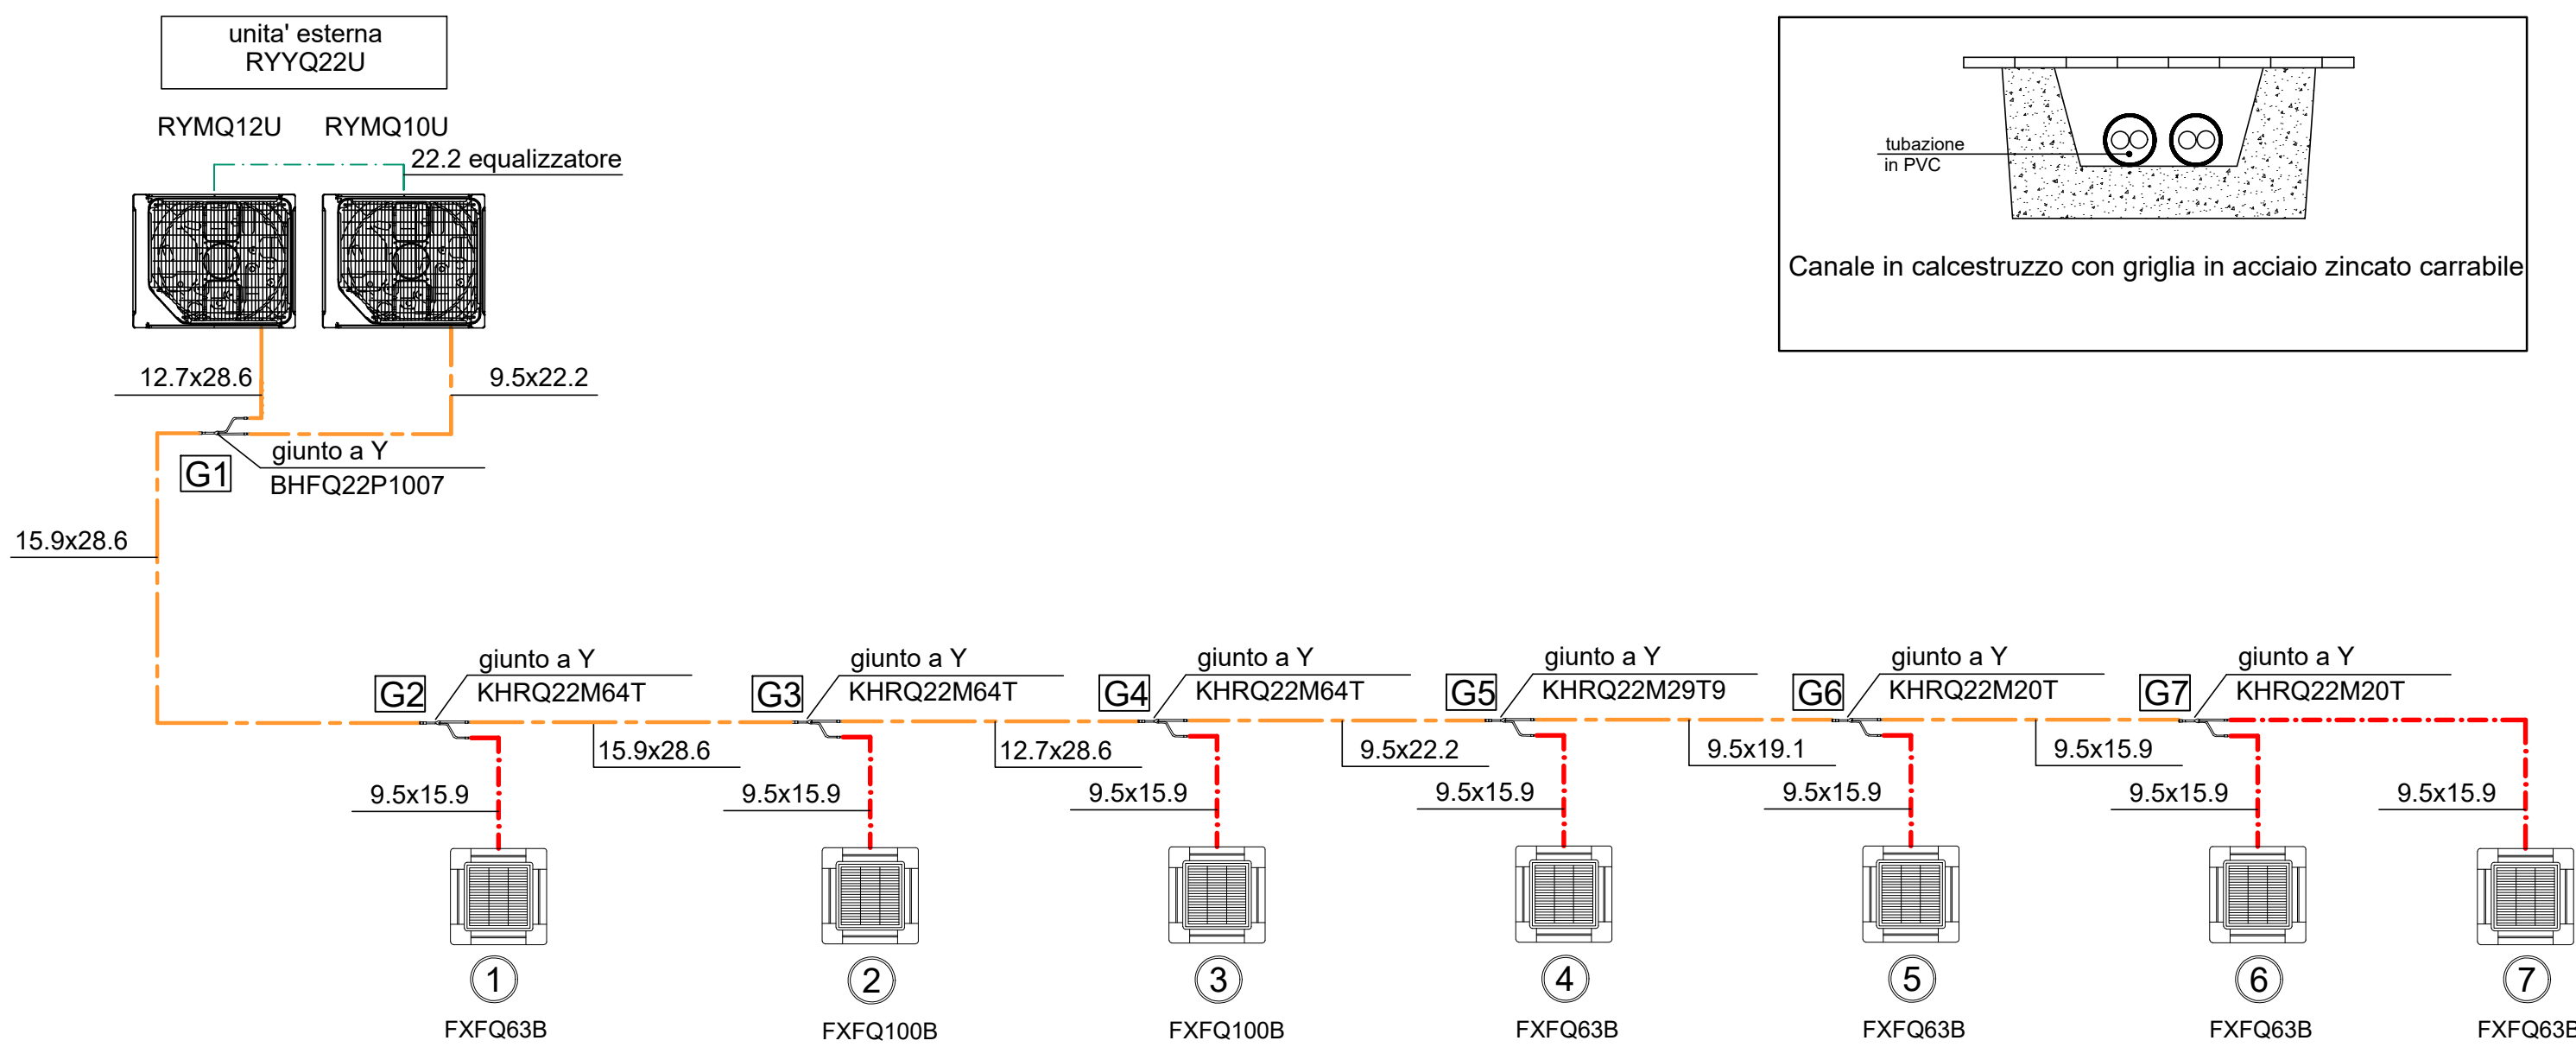 unita' esterna
RYYQ22U
RYMQ12U
RYMQ10U
22.2 equalizzatore
tubazione
in PVC
Canale in calcestruzzo con griglia in acciaio zincato carrabile
12.7x28.6
9.5x22.2
giunto a Y
G1
BHFQ22P1007
15.9x28.6
G2
giunto a Y
KHRQ22M64T
G3
giunto a Y
KHRQ22M64T
G4
giunto a Y
KHRQ22M64T
G5
giunto a Y
KHRQ22M29T9
G6
giunto a Y
KHRQ22M20T
G7
giunto a Y
KHRQ22M20T
15.9x28.6
12.7x28.6
9.5x22.2
9.5x19.1
9.5x15.9
9.5x15.9
9.5x15.9
9.5x15.9
9.5x15.9
9.5x15.9
9.5x15.9
9.5x15.9
1
2
3
4
5
6
7
FXFQ63B
FXFQ100B
FXFQ100B
FXFQ63B
FXFQ63B
FXFQ63B
FXFQ63B